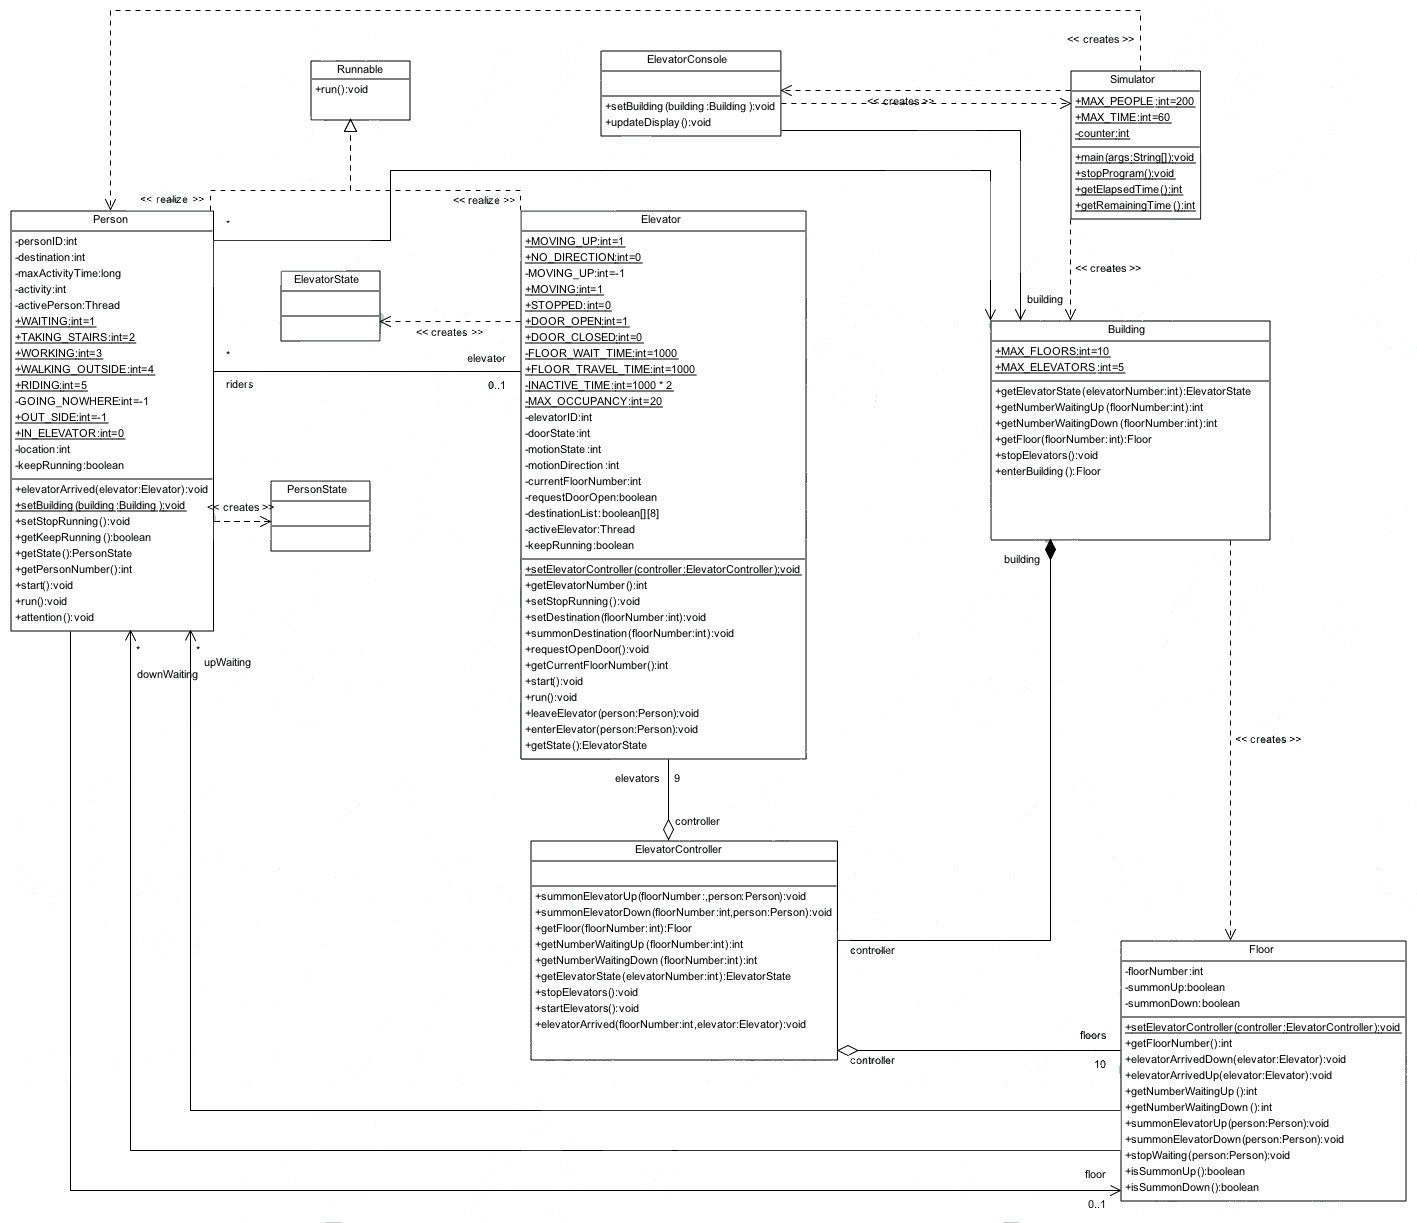 << creates >>
Runnable
+run():void
ElevatorConsole
+setBuilding(building:Building):void
+updateDisplay():void
<< creates >>
Simulator
+MAX_PEOPLE:int=200
+MAX_TIME:int=60
-counter:int
+main(args:String[]):void
+stopProgram():void
+getElapsedTime():int
+getRemainingTime():int
<< realize >>
<< realize >>
Person
-personID:int
-destination:int
-maxActivityTime:long
-activity:int
-activePerson:Thread
+WAITING:int=1
+TAKING_STAIRS:int=2
+WORKING:int=3
+WALKING_OUTSIDE:int=4
+RIDING:int=5
-GOING_NOWHERE:int=-1
+OUT_SIDE:int=-1
+IN_ELEVATOR:int=0
-location:int
-keepRunning:boolean
+elevatorArrived(elevator:Elevator):void
+setBuilding(building:Building):void
+setStopRunning():void
+getKeepRunning():boolean
+getState():PersonState
+getPersonNumber():int
+start():void
+run():void
+attention():void
*
ElevatorState
<< creates >>
*
riders
elevator
0..1
PersonState
<< creates >>
Elevator
+MOVING_UP:int=1
+NO_DIRECTION:int=0
-MOVING_UP:int=-1
+MOVING:int=1
+STOPPED:int=0
+DOOR_OPEN:int=1
+DOOR_CLOSED:int=0
-FLOOR_WAIT_TIME:int=1000
+FLOOR_TRAVEL_TIME:int=1000
-INACTIVE_TIME:int=1000 * 2
-MAX_OCCUPANCY:int=20
-elevatorID:int
-doorState:int
-motionState:int
-motionDirection:int
-currentFloorNumber:int
-requestDoorOpen:boolean
-destinationList:boolean[][8]
-activeElevator:Thread
-keepRunning:boolean
+setElevatorController(controller:ElevatorController):void
+getElevatorNumber():int
+setStopRunning():void
+setDestination(floorNumber:int):void
+summonDestination(floorNumber:int):void
+requestOpenDoor():void
+getCurrentFloorNumber():int
+start():void
+run():void
+leaveElevator(person:Person):void
+enterElevator(person:Person):void
+getState():ElevatorState
<< creates >>
building
Building
+MAX_FLOORS:int=10
+MAX_ELEVATORS:int=5
+getElevatorState(elevatorNumber:int):ElevatorState
+getNumberWaitingUp(floorNumber:int):int
+getNumberWaitingDown(floorNumber:int):int
+getFloor(floorNumber:int):Floor
+stopElevators():void
+enterBuilding():Floor
building
*
downWaiting
*
upWaiting
<< creates >>
elevators
9
controller
ElevatorController
+summonElevatorUp(floorNumber:,person:Person):void
+summonElevatorDown(floorNumber:int,person:Person):void
+getFloor(floorNumber:int):Floor
+getNumberWaitingUp(floorNumber:int):int
+getNumberWaitingDown(floorNumber:int):int
+getElevatorState(elevatorNumber:int):ElevatorState
+stopElevators():void
+startElevators():void
+elevatorArrived(floorNumber:int,elevator:Elevator):void
controller
controller
floors
10
Floor
-floorNumber:int
-summonUp:boolean
-summonDown:boolean
+setElevatorController(controller:ElevatorController):void
+getFloorNumber():int
+elevatorArrivedDown(elevator:Elevator):void
+elevatorArrivedUp(elevator:Elevator):void
+getNumberWaitingUp():int
+getNumberWaitingDown():int
+summonElevatorUp(person:Person):void
+summonElevatorDown(person:Person):void
+stopWaiting(person:Person):void
+isSummonUp():boolean
+isSummonDown():boolean
floor
0..1